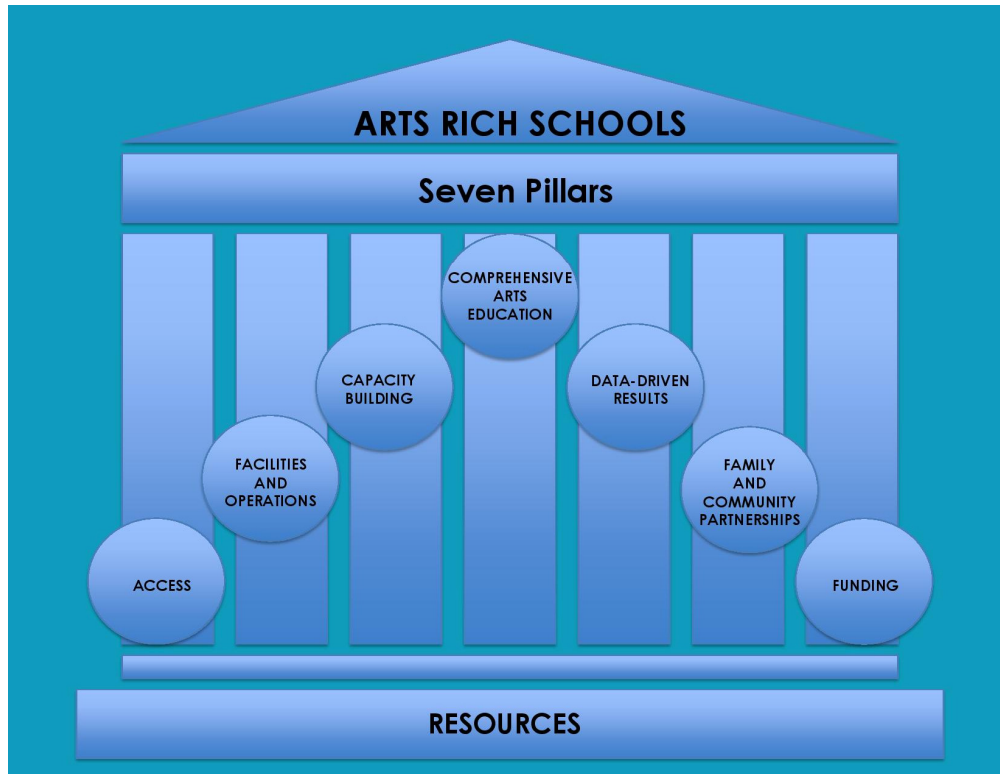 ARTS RICH SCHOOLS
Seven Pillars
COMPREHENSIVE
ARTS
EDUCATION
CAPACITY
BUILDING
DATA-DRIVEN
RESULTS
FACILITIES
AND
OPERATIONS
FAMILY
AND
COMMUNITY
PARTNERSHIPS
ACCESS
FUNDING
RESOURCES